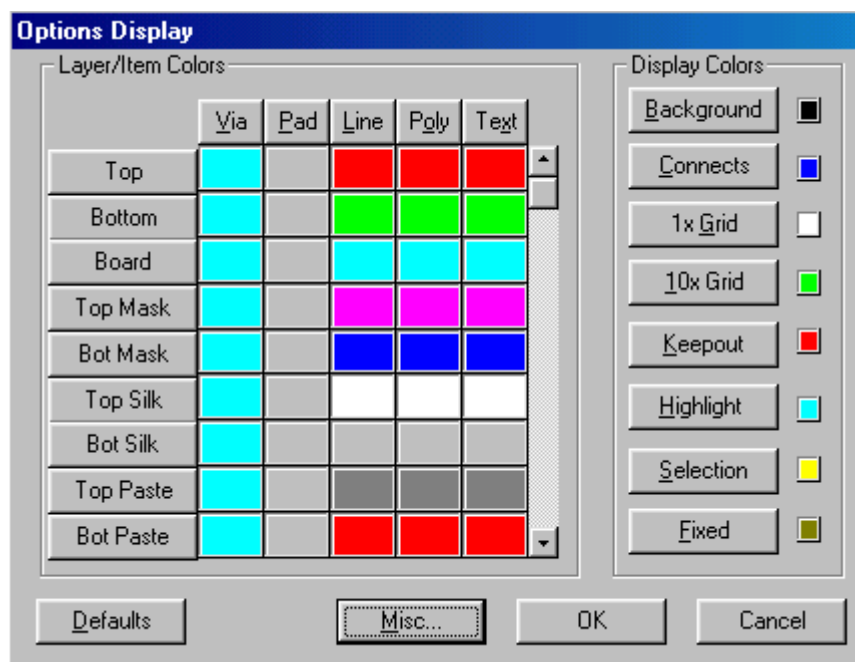 Options Display
Layer/Item Colors
Via Pad Line Poly Text
Top
Bottom
Board
Top Mask
Bot Mask
Top Silk
Bot Silk
Top Paste
Bot Paste
Display Colors
Background
Connects
1x Grid
10x Grid
Keepout
Highlight
Selection
Fixed
Defaults Misc... OK Cancel